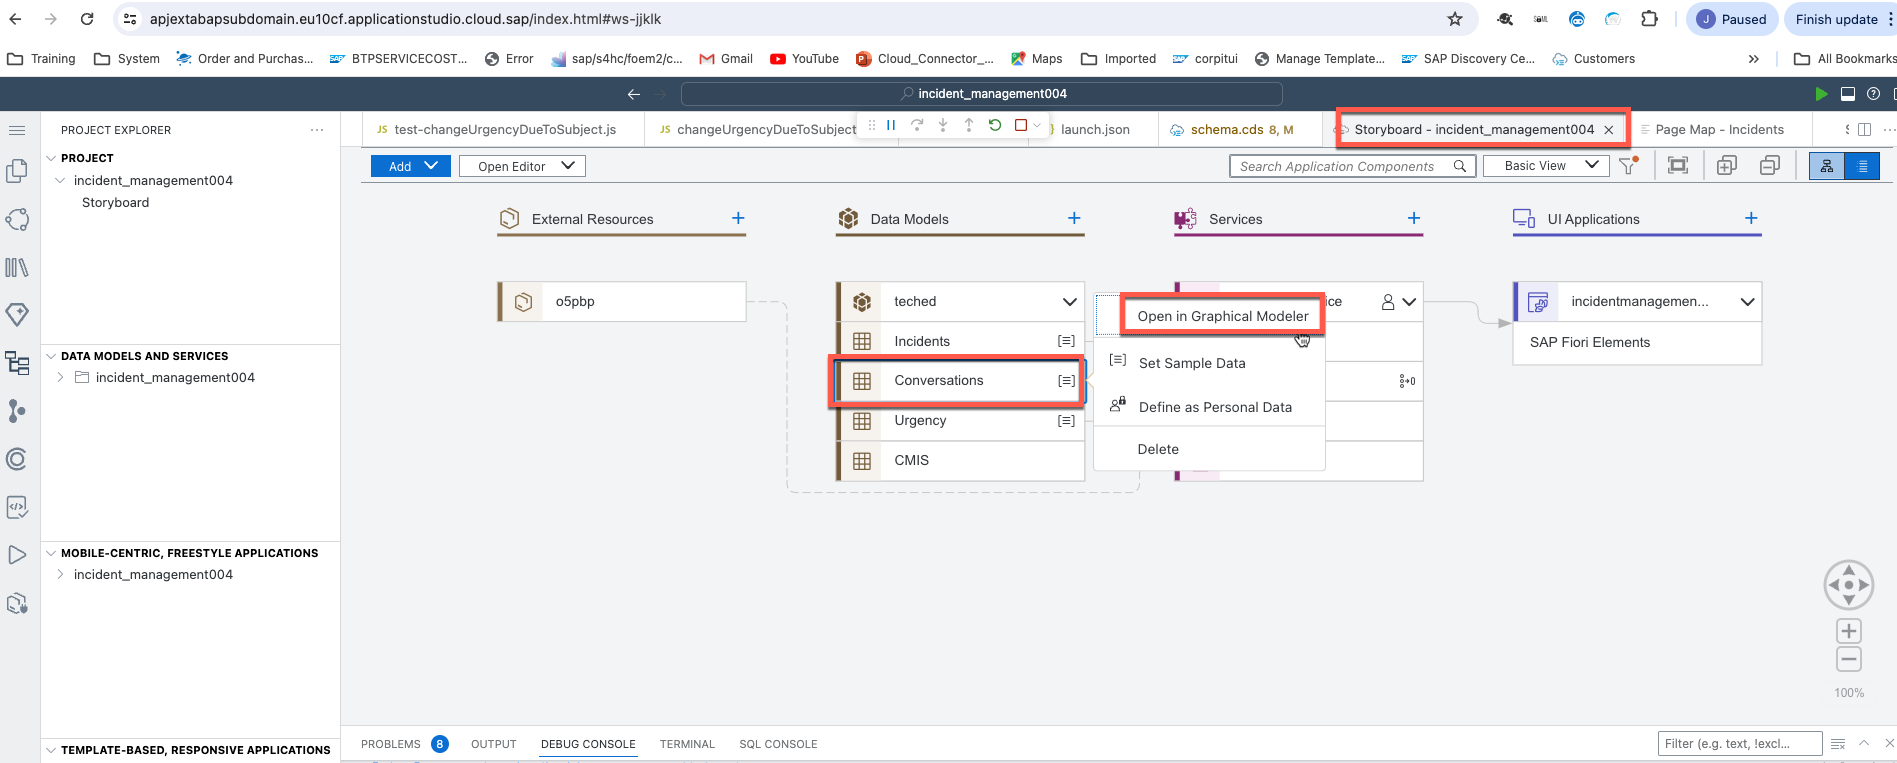 apjextabapsubdomain.eu10cf.applicationstudio.cloud.sap/index.html#ws-jjklk
J Paused
Finish update
Training
System
Order and Purchas...
BTPSERVICECOST...
Error
sap/s4hc/foem2/c...
Gmail
YouTube
Cloud_Connector_...
Maps
Imported
corpitui
Manage Template...
SAP Discovery Ce...
Customers
»
All Bookmarks
incident_management004
PROJECT EXPLORER
JS test-changeUrgencyDueToSubject.js
JS changeUrgencyDueToSubject
launch.json
schema.cds 8, M
Storyboard - incident_management004
Page Map - Incidents
PROJECT
incident_management004
Storyboard
Add
Open Editor
Search Application Components
Basic View
External Resources
Data Models
Services
UI Applications
o5pbp
teched
Incidents
Conversations
Urgency
CMIS
Open in Graphical Modeler
Set Sample Data
Define as Personal Data
Delete
ice
incidentmanagemen...
SAP Fiori Elements
DATA MODELS AND SERVICES
incident_management004
MOBILE-CENTRIC, FREESTYLE APPLICATIONS
incident_management004
TEMPLATE-BASED, RESPONSIVE APPLICATIONS
100%
PROBLEMS 8
OUTPUT
DEBUG CONSOLE
TERMINAL
SQL CONSOLE
Filter (e.g. text, !excl...